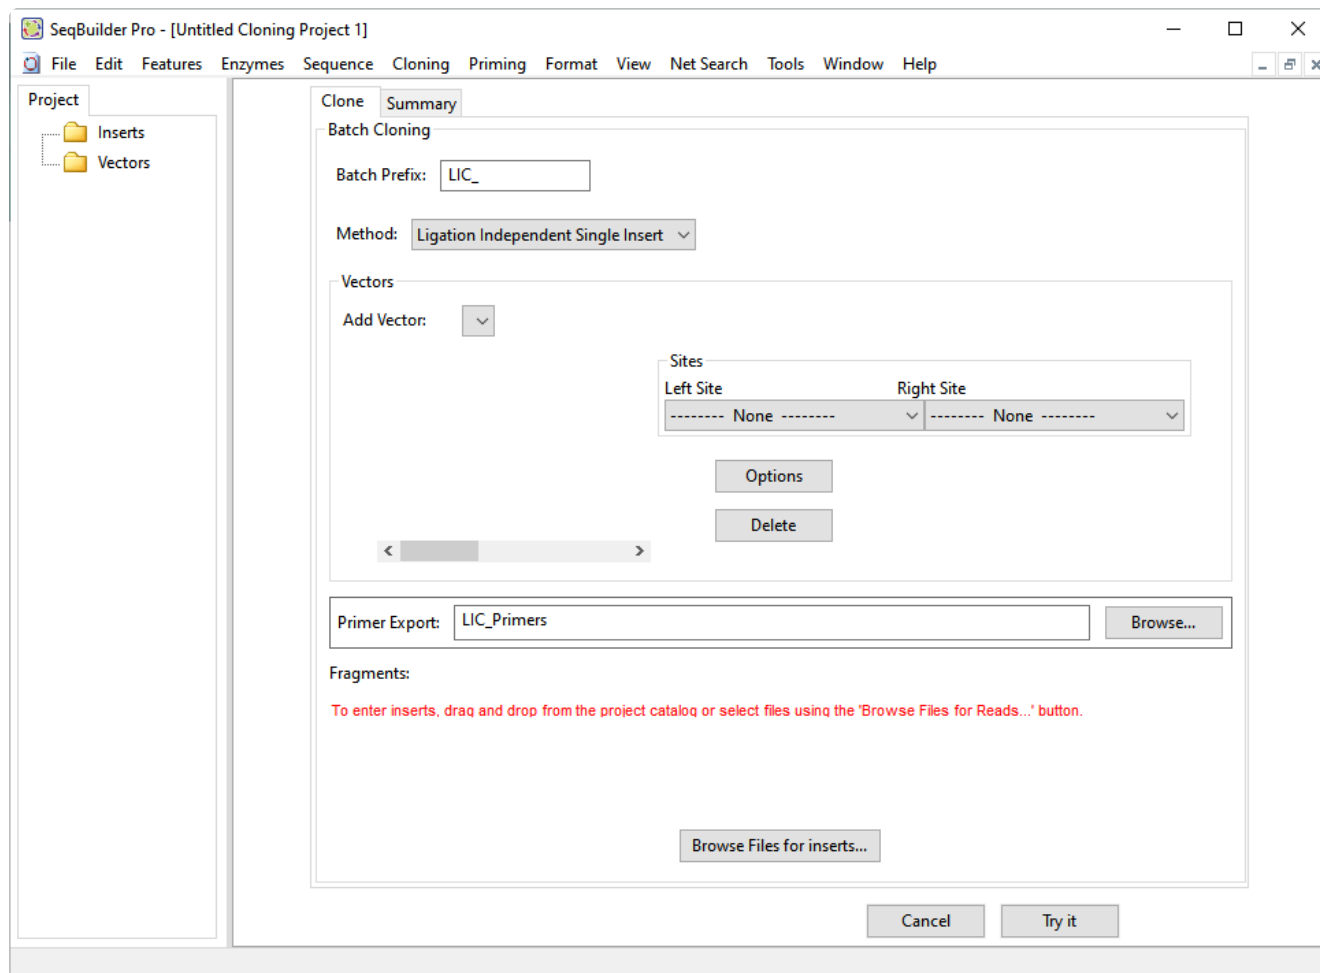 SeqBuilder Pro - [Untitled Cloning Project 1]
File Edit Features Enzymes Sequence Cloning Priming Format View Net Search Tools Window Help
Project
Inserts
Vectors
Clone Summary
Batch Cloning
Batch Prefix: LIC_
Method: Ligation Independent Single Insert
Vectors
Add Vector:
Sites
Left Site Right Site
-------- None -------- -------- None --------
Options
Delete
Primer Export: LIC_Primers Browse...
Fragments:
To enter inserts, drag and drop from the project catalog or select files using the 'Browse Files for Reads...' button.
Browse Files for inserts...
Cancel Try it